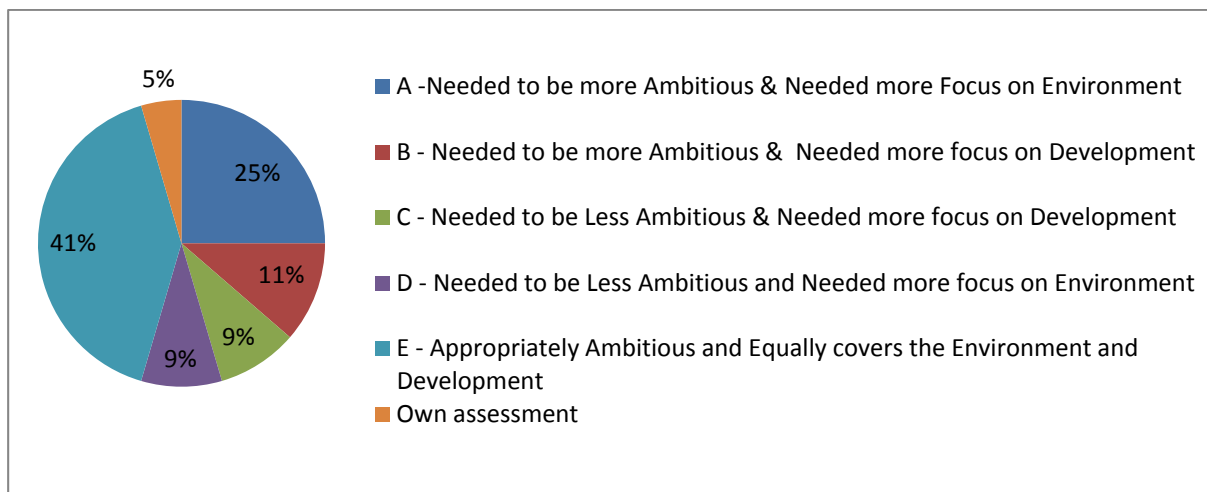 5%
25%
41%
11%
9%
9%
A -Needed to be more Ambitious & Needed more Focus on Environment
B - Needed to be more Ambitious &  Needed more focus on Development
C - Needed to be Less Ambitious & Needed more focus on Development
D - Needed to be Less Ambitious and Needed more focus on Environment
E - Appropriately Ambitious and Equally covers the Environment and
Development
Own assessment